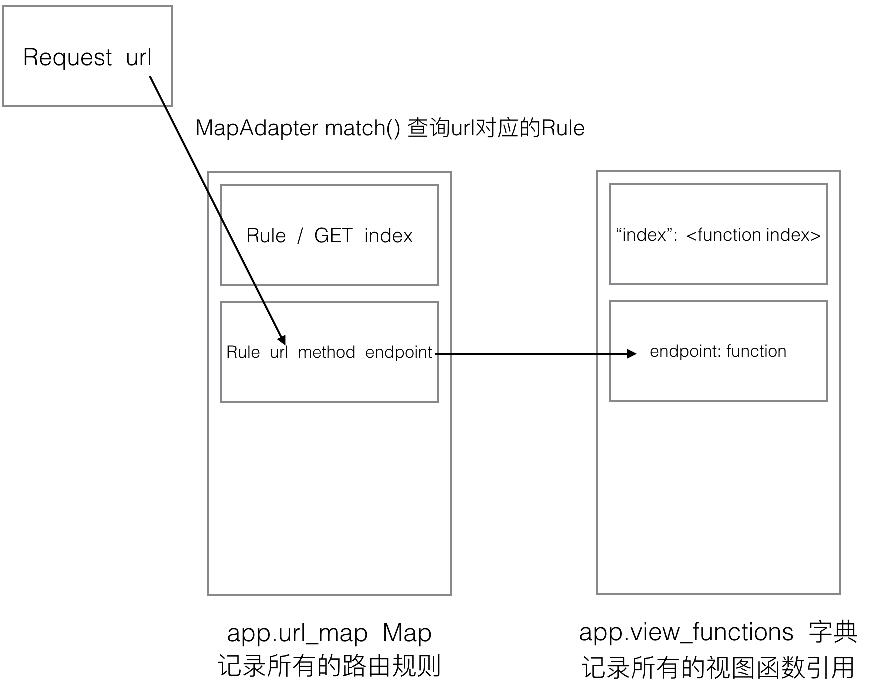 Request url
MapAdapter match() 查询url对应的Rule
Rule / GET index
“index”: <function index>
Rule url method endpoint
endpoint: function
app.url_map Map
记录所有的路由规则
app.view_functions 字典
记录所有的视图函数引用